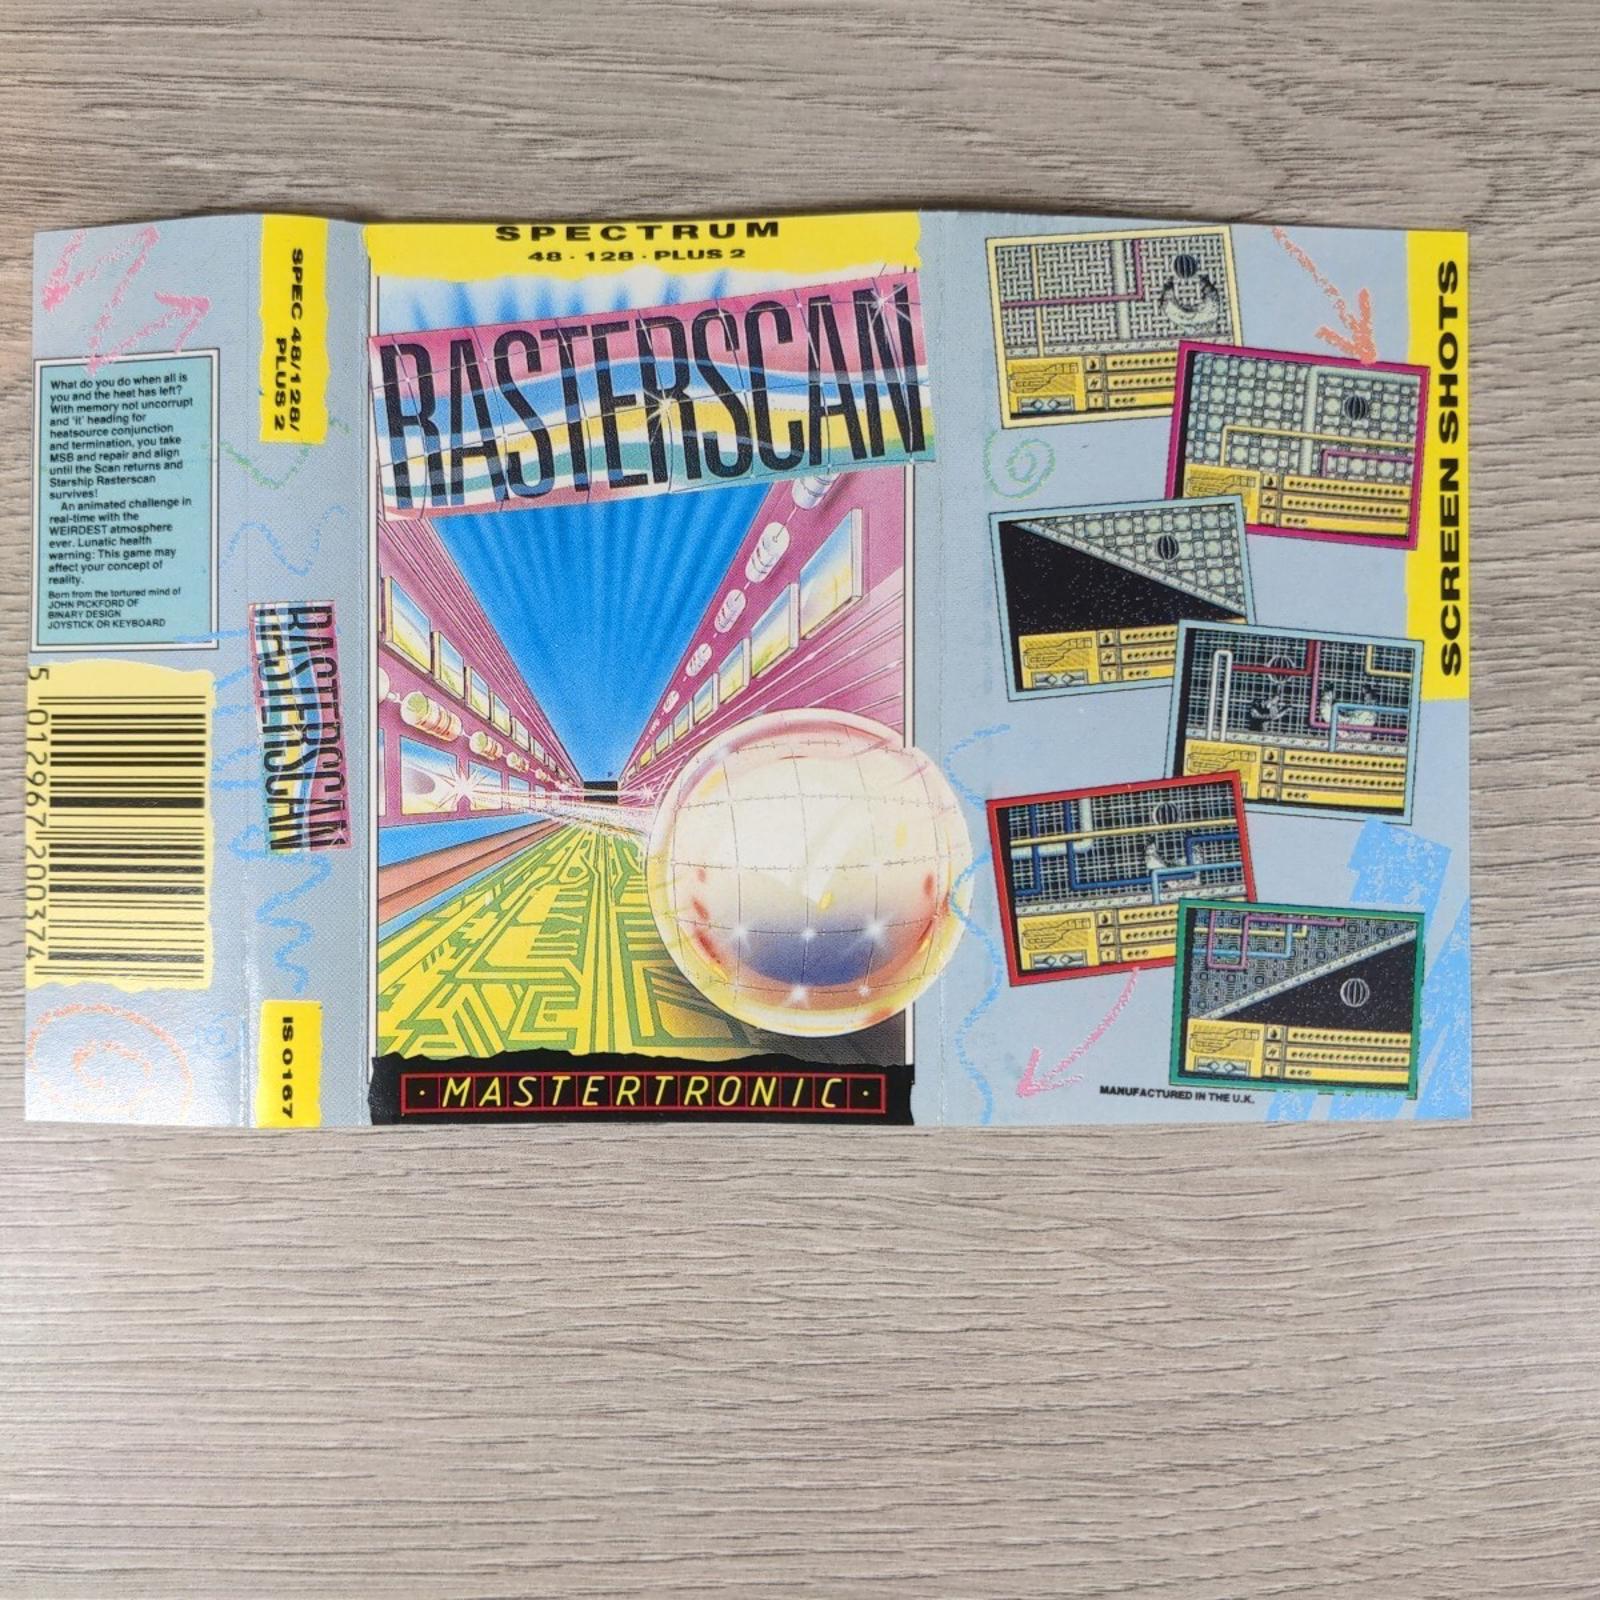 What do you do when all is
you and the heat has left?
With memory not uncorrupt
and 'it' heading for
heatsource conjunction
and termination, you take
MSB and repair and align
until the Scan returns and
Starship Rasterscan
survives!
An animated challenge in
real-time with the
WEIRDEST atmosphere
ever. Lunatic health
warning: This game may
affect your concept of
reality.
Born from the tortured mind of
JOHN PICKFORD OF
BINARY DESIGN
JOYSTICK OR KEYBOARD
5 012967 200374
SPEC 48/128/
PLUS 2
RASTERSCAN
IS 0167
SPECTRUM
48 · 128 · PLUS 2
RASTERSCAN
· MASTERTRONIC ·
SCREEN SHOTS
MANUFACTURED IN THE U.K.